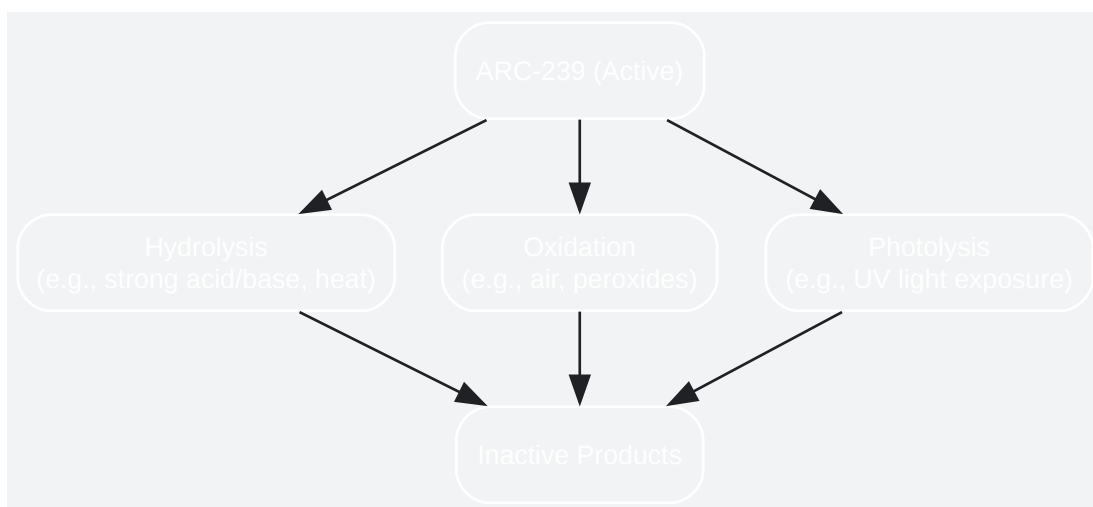 ARC-239 (Active)
Hydrolysis
(e.g., strong acid/base, heat)
Oxidation
(e.g., air, peroxides)
Photolysis
(e.g., UV light exposure)
Inactive Products